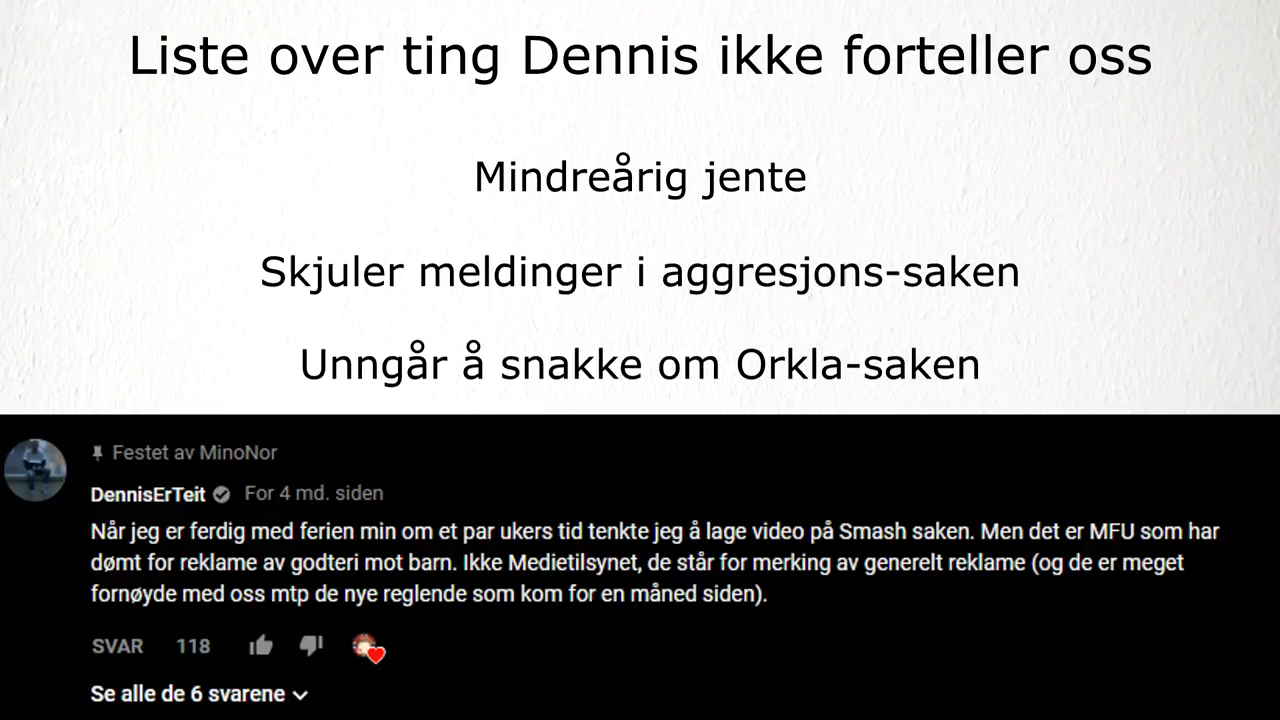 Liste over ting Dennis ikke forteller oss
Mindreårig jente
Skjuler meldinger i aggresjons-saken
Unngår å snakke om Orkla-saken
Festet av MinoNor
DennisErTeit For 4 md. siden
Når jeg er ferdig med ferien min om et par ukers tid tenkte jeg å lage video på Smash saken. Men det er MFU som har
dømt for reklame av godteri mot barn. Ikke Medietilsynet, de står for merking av generelt reklame (og de er meget
fornøyde med oss mtp de nye reglende som kom for en måned siden).
SVAR 118
Se alle de 6 svarene